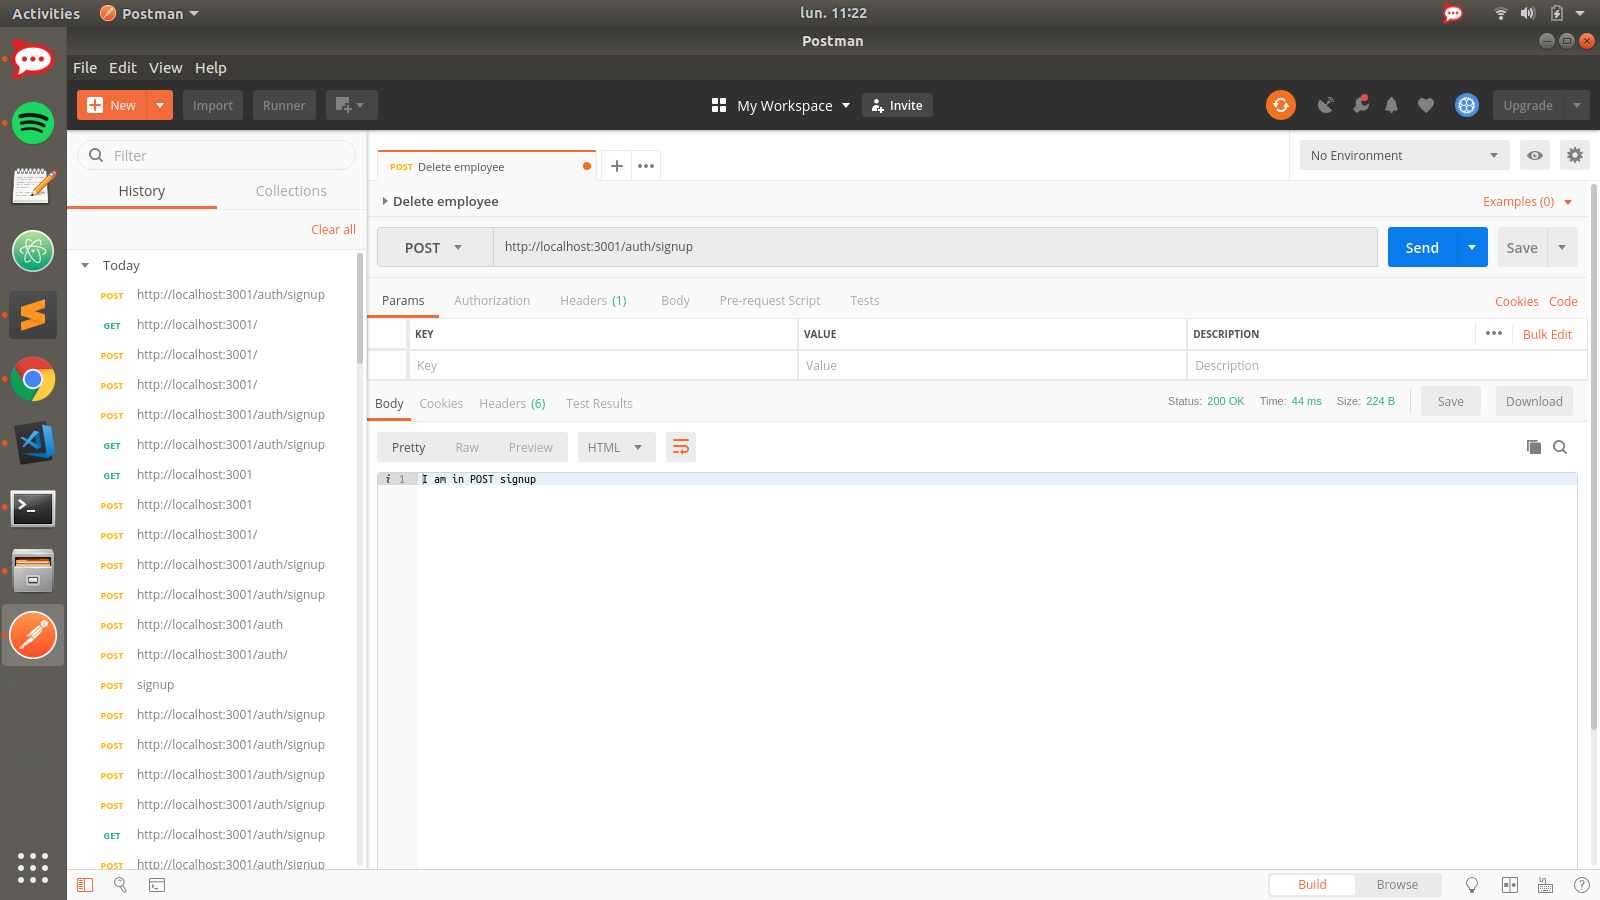 Activities Postman lun. 11:22
Postman
File Edit View Help
New Import Runner My Workspace Invite Upgrade
Filter
History Collections
Clear all
Today
POST http://localhost:3001/auth/signup
GET http://localhost:3001/
POST http://localhost:3001/
POST http://localhost:3001/
POST http://localhost:3001/auth/signup
GET http://localhost:3001/auth/signup
GET http://localhost:3001
POST http://localhost:3001
POST http://localhost:3001/
POST http://localhost:3001/auth/signup
POST http://localhost:3001/auth/signup
POST http://localhost:3001/auth
POST http://localhost:3001/auth/
POST signup
POST http://localhost:3001/auth/signup
POST http://localhost:3001/auth/signup
POST http://localhost:3001/auth/signup
POST http://localhost:3001/auth/signup
GET http://localhost:3001/auth/signup
POST http://localhost:3001/auth/signup
POST Delete employee
No Environment
Delete employee Examples (0)
POST http://localhost:3001/auth/signup Send Save
Params Authorization Headers (1) Body Pre-request Script Tests Cookies Code
KEY VALUE DESCRIPTION Bulk Edit
Key Value Description
Body Cookies Headers (6) Test Results Status: 200 OK Time: 44 ms Size: 224 B Save Download
Pretty Raw Preview HTML
i 1 I am in POST signup
Build Browse